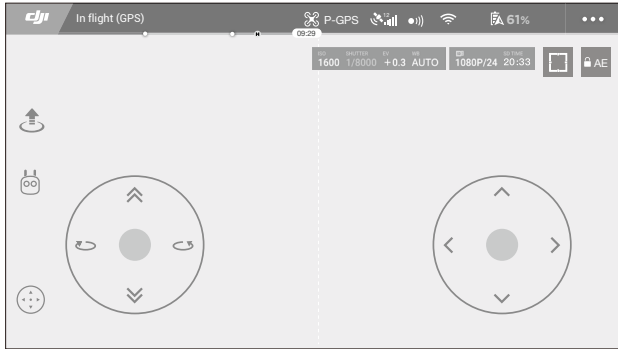 dji In flight (GPS) P-GPS 12 61%
H 09:29
ISO SHUTTER EV WB SD TIME
1600 1/8000 +0.3 AUTO 1080P/24 20:33 AE